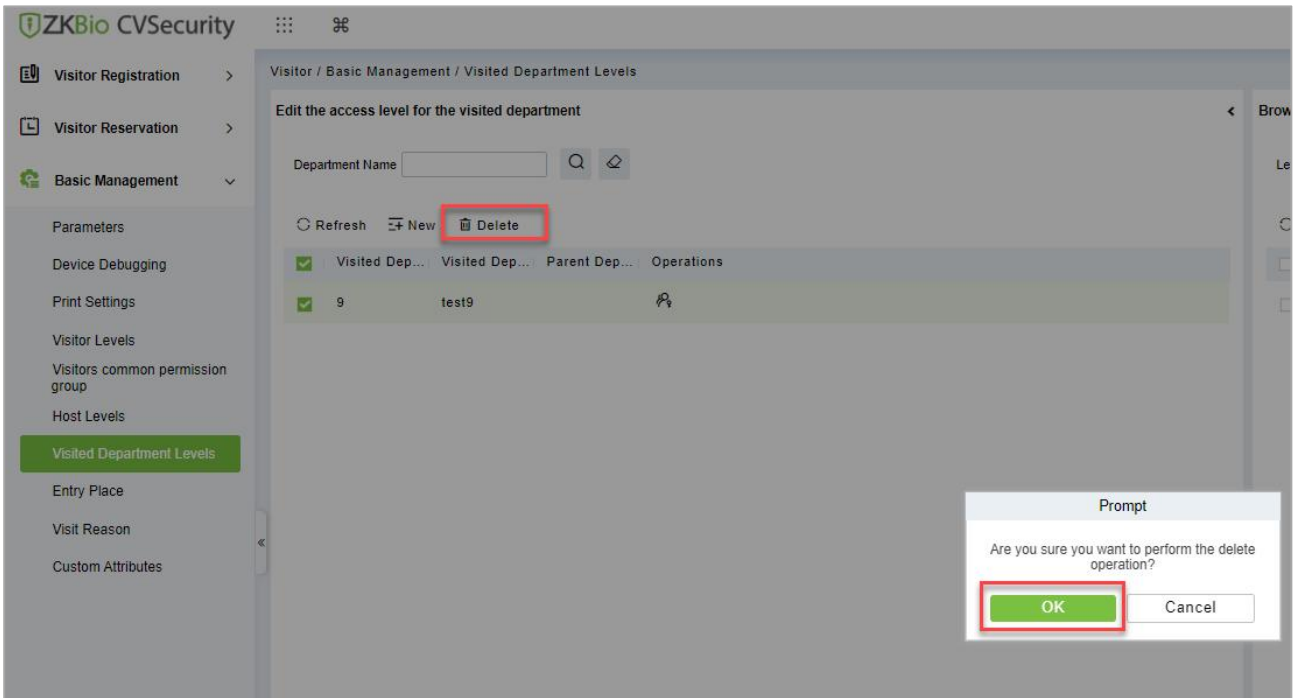 ZKBio CVSecurity
Visitor Registration
Visitor Reservation
Basic Management
Parameters
Device Debugging
Print Settings
Visitor Levels
Visitors common permission
group
Host Levels
Visited Department Levels
Entry Place
Visit Reason
Custom Attributes
Visitor / Basic Management / Visited Department Levels
Edit the access level for the visited department
Department Name
Refresh New Delete
Visited Dep... Visited Dep... Parent Dep... Operations
9 test9
Brow
Le
Prompt
Are you sure you want to perform the delete
operation?
OK Cancel